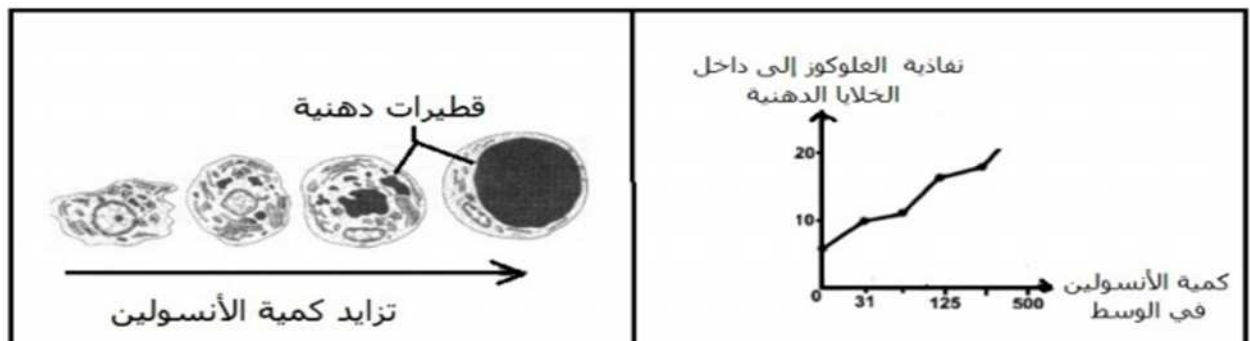 قطيرات دهنية
تزايد كمية الأنسولين
نفاذية الغلوكوز إلى داخل
الخلايا الدهنية
20
10
0
31
125
500
كمية الأنسولين
في الوسط